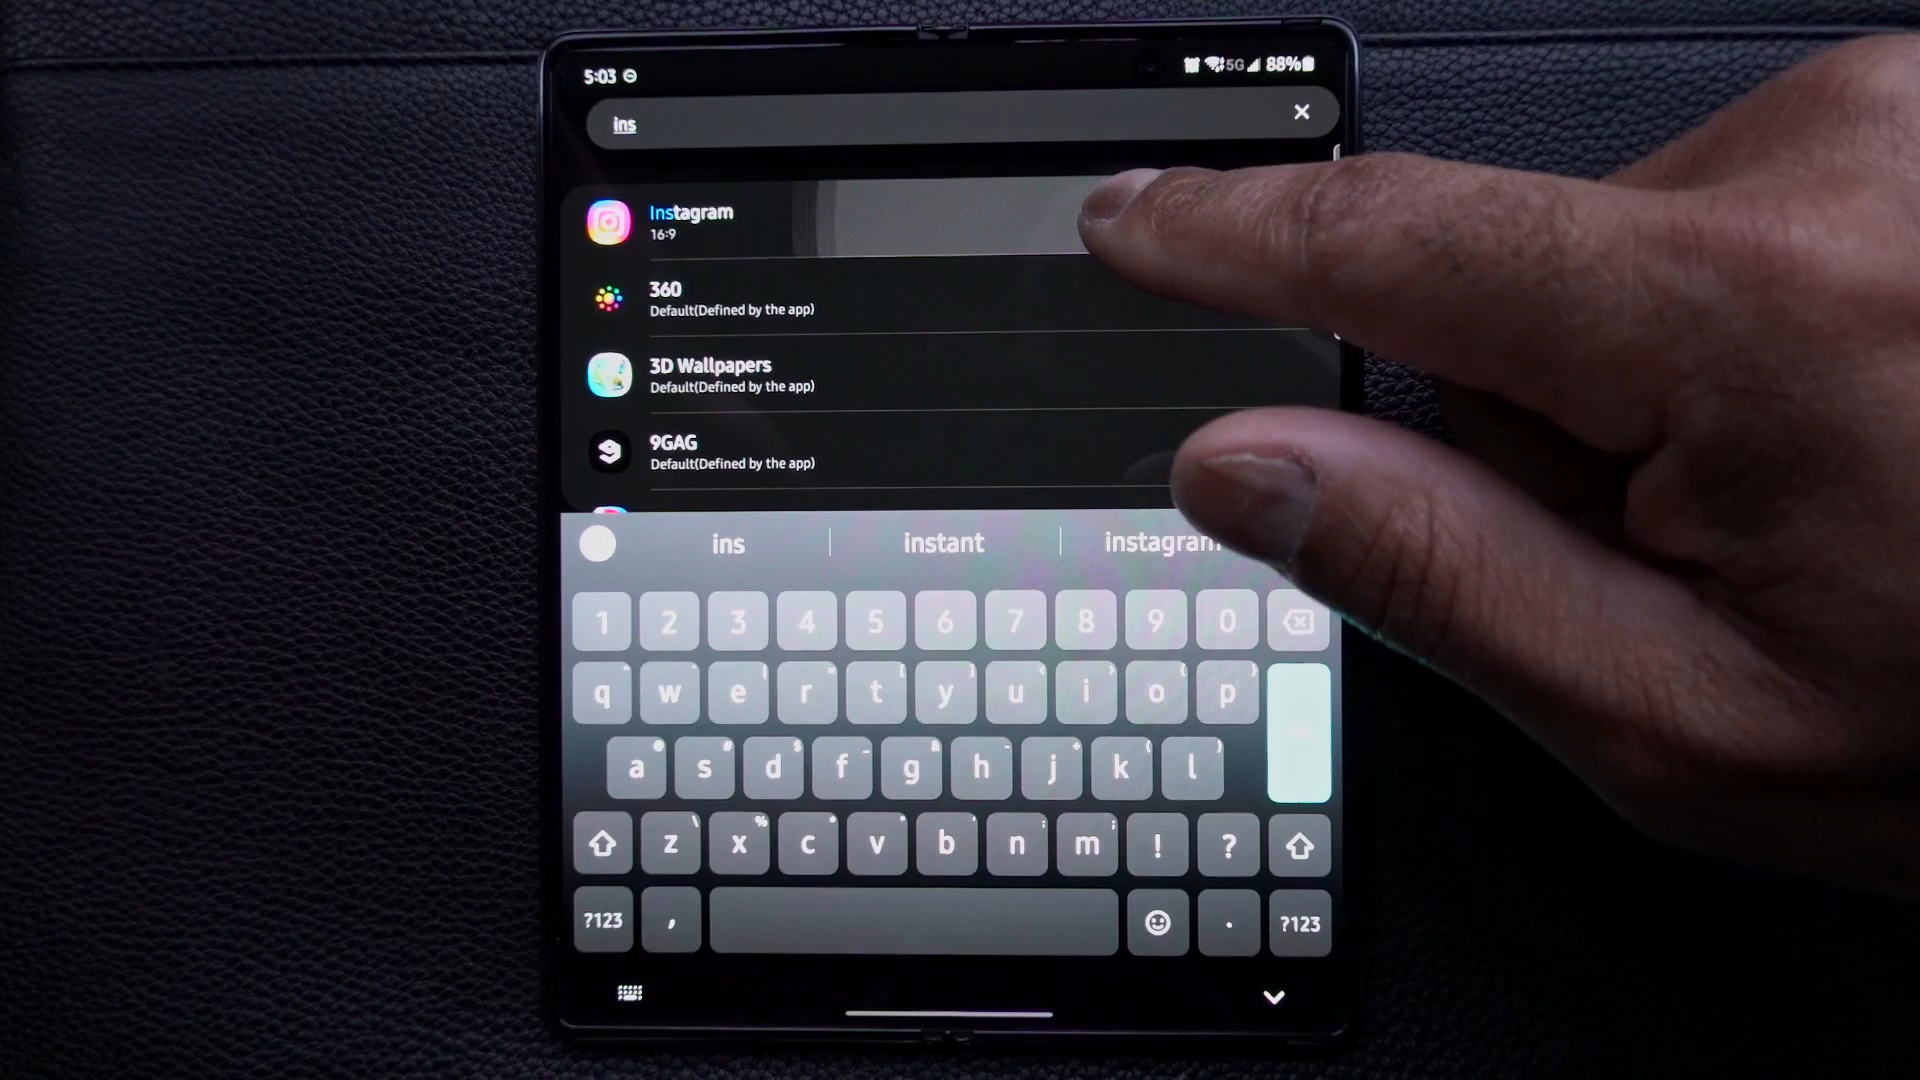 5:03 5G 88%
ins
Instagram
16:9
360
Default(Defined by the app)
3D Wallpapers
Default(Defined by the app)
9GAG
Default(Defined by the app)
ins instant instagram
1 2 3 4 5 6 7 8 9 0
q w e r t y u i o p
a s d f g h j k l
z x c v b n m ! ?
?123 , . ?123